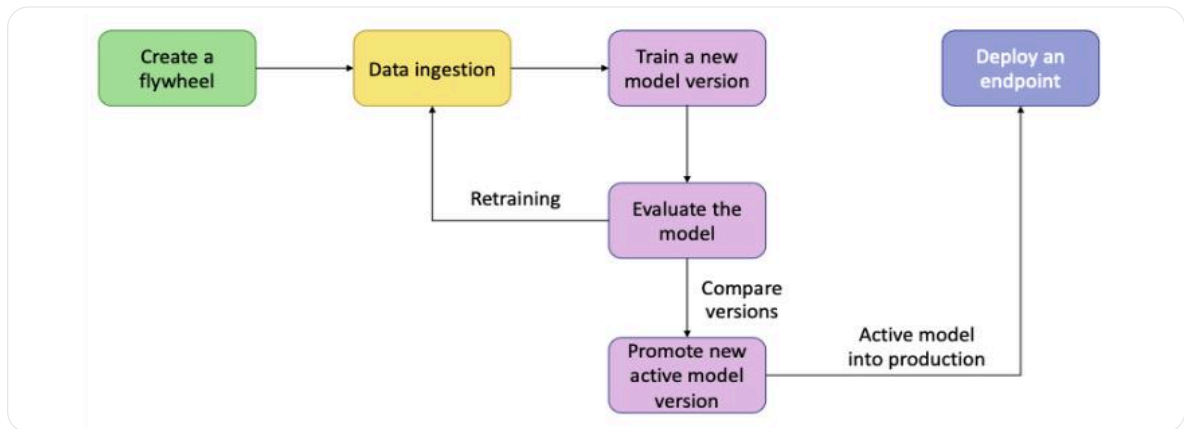 Create a
flywheel
Data ingestion
Train a new
model version
Deploy an
endpoint
Retraining
Evaluate the
model
Compare
versions
Promote new
active model
version
Active model
into production